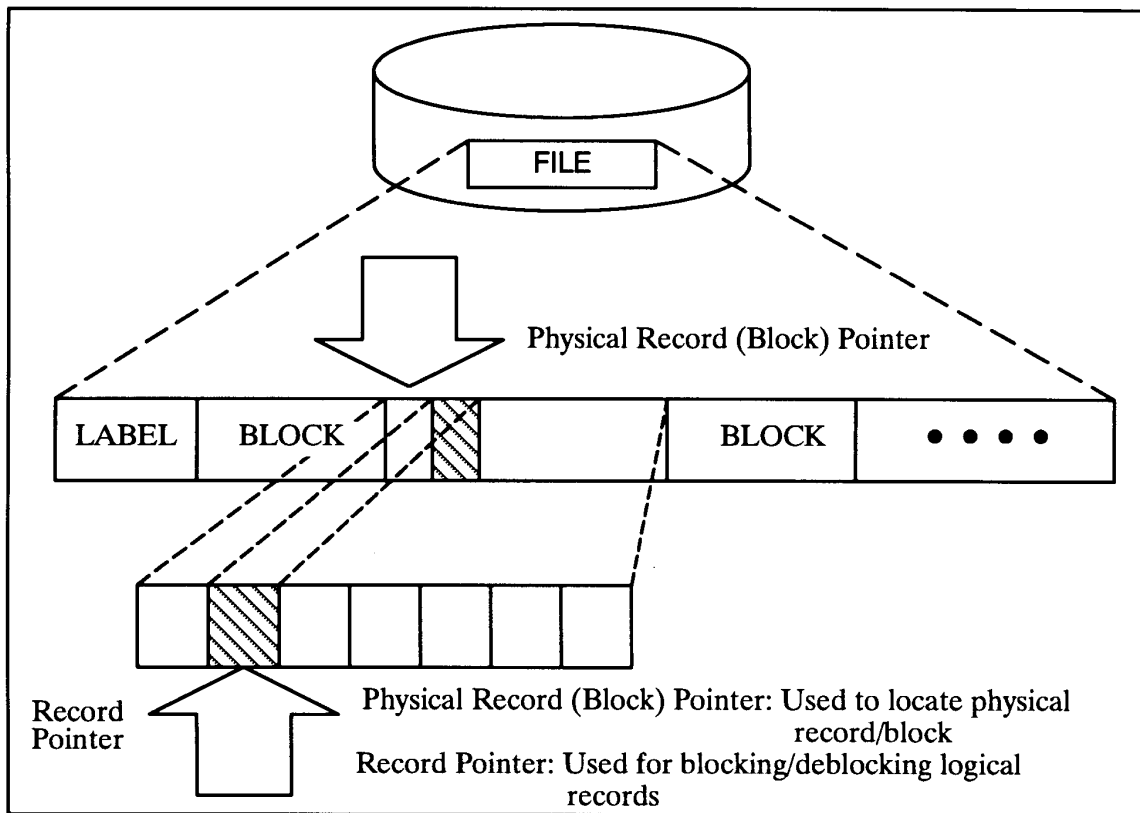 FILE
Physical Record (Block) Pointer
LABEL
BLOCK
BLOCK
Record
Pointer
Physical Record (Block) Pointer: Used to locate physical
record/block
Record Pointer: Used for blocking/deblocking logical
records